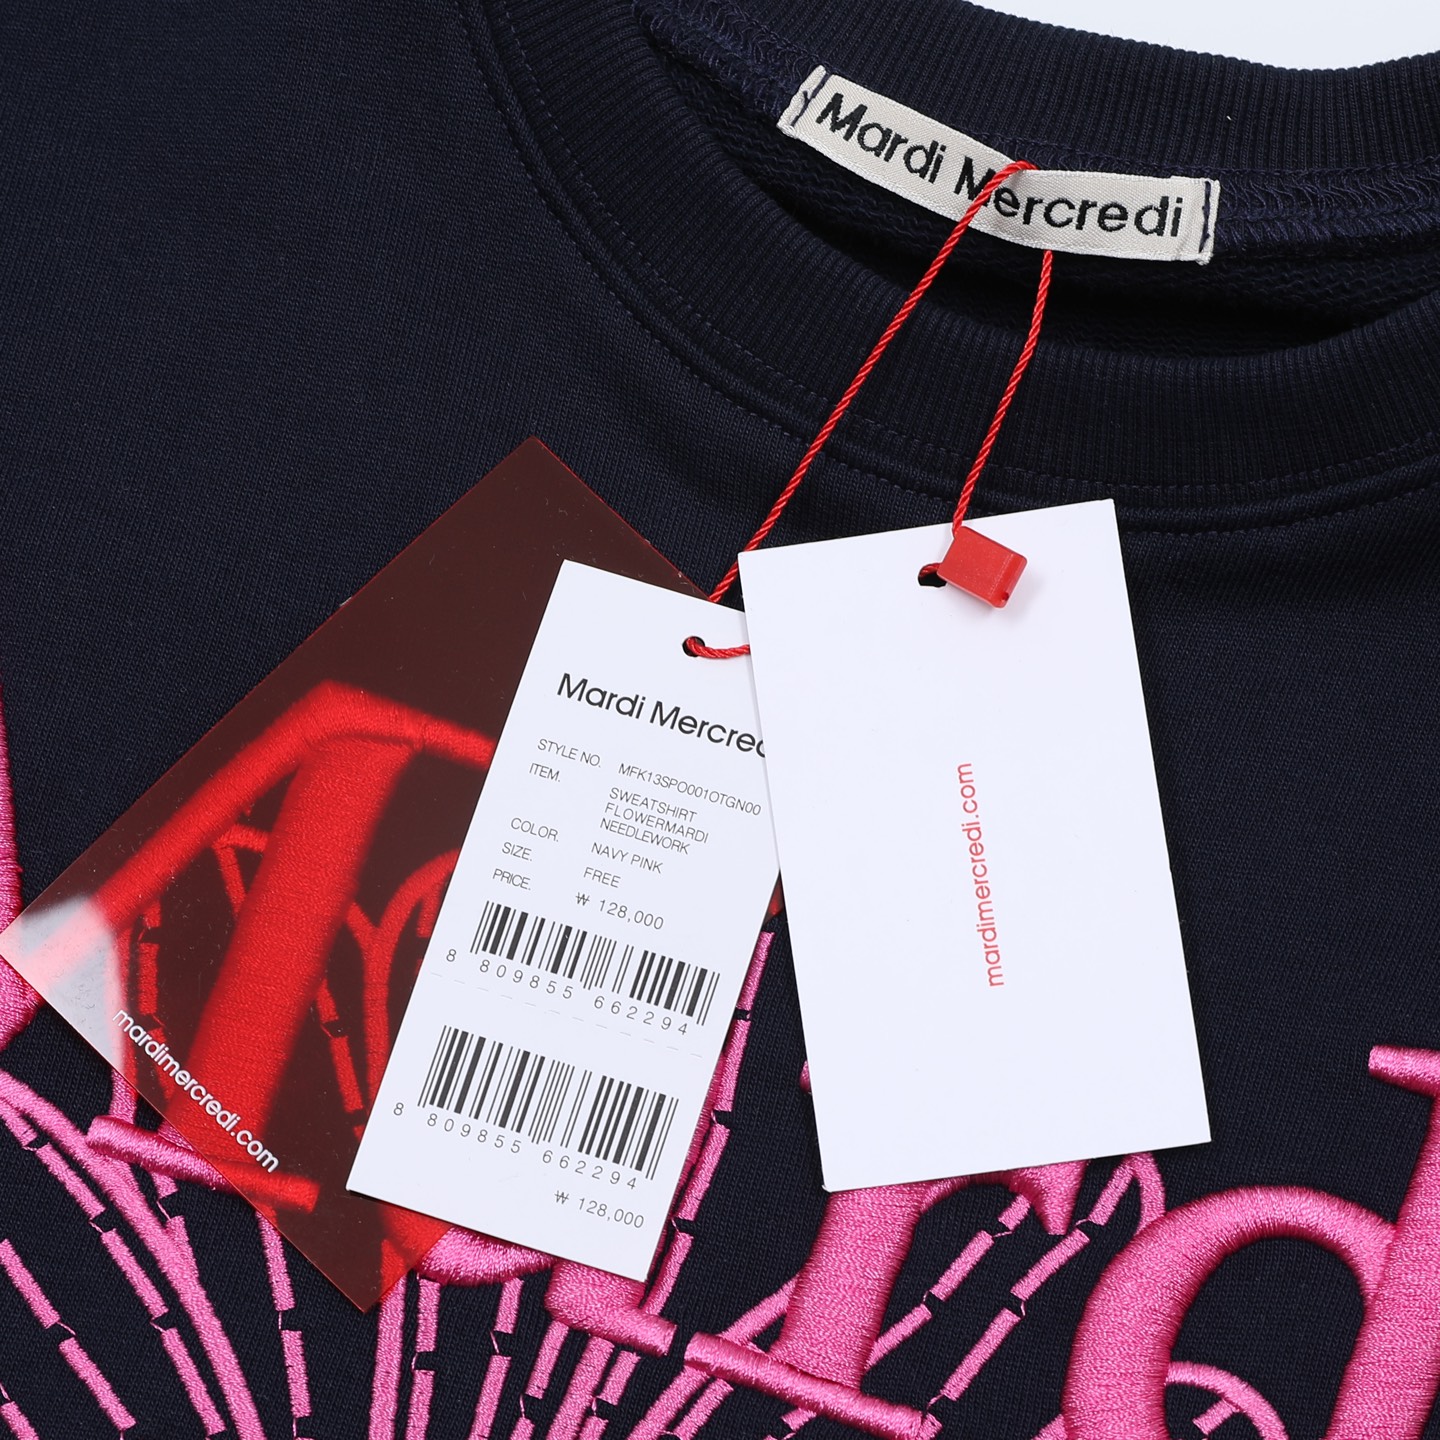 Mardi Mercredi
Mardi Mercred
STYLE NO. MFK13SPO001OTGN00
ITEM. SWEATSHIRT
FLOWERMARDI
NEEDLEWORK
COLOR. NAVY PINK
SIZE. FREE
PRICE. ₩ 128,000
8 809855 662294
8 809855 662294
₩ 128,000
mardimercredi.com
mardimercredi.com